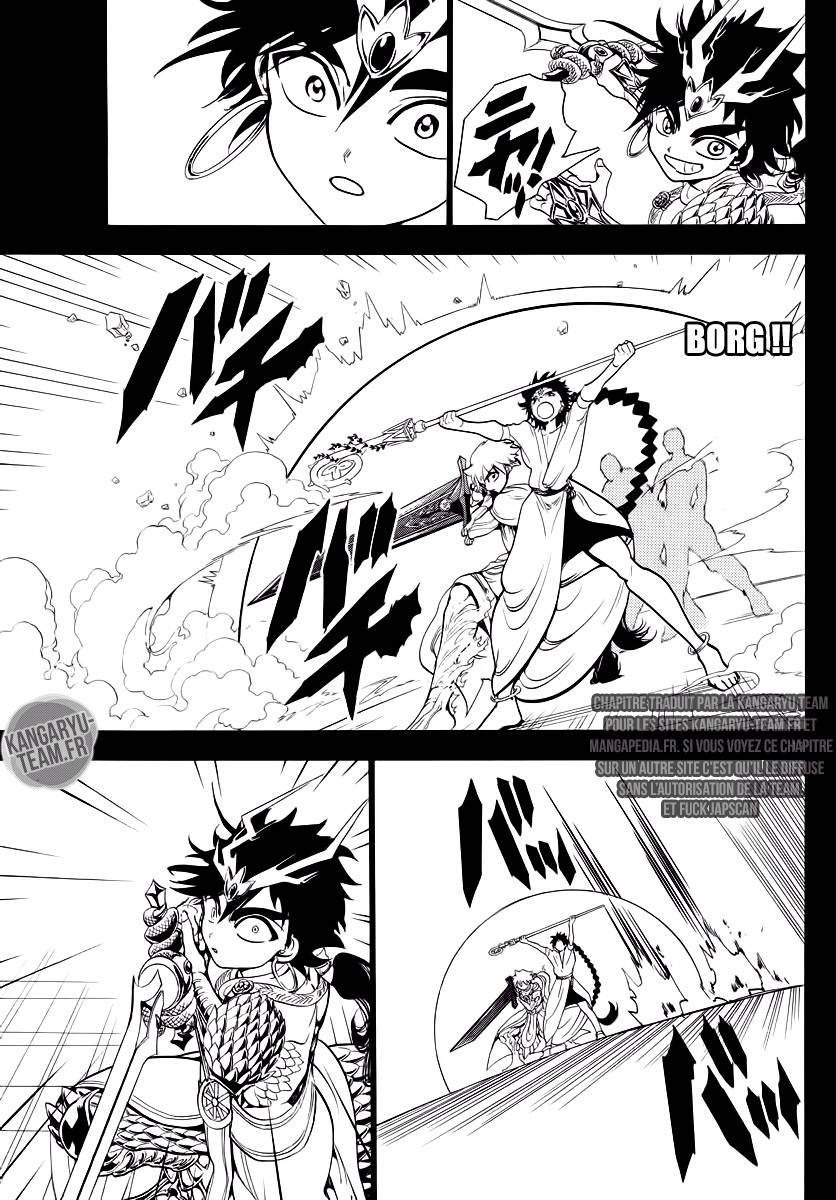 ラッ!!
BORG !!
バチ
バチ
CHAPITRE TRADUIT PAR LA KANGARYU TEAM
POUR LES SITES KANGARYU-TEAM.FR ET
MANGAPEDIA.FR. SI VOUS VOYEZ CE CHAPITRE
SUR UN AUTRE SITE C'EST QU'IL LE DIFFUSE
SANS L'AUTORISATION DE LA TEAM
ET FUCK JAPSCAN
KANGARYU-
TEAM.FR
バッ
バッ